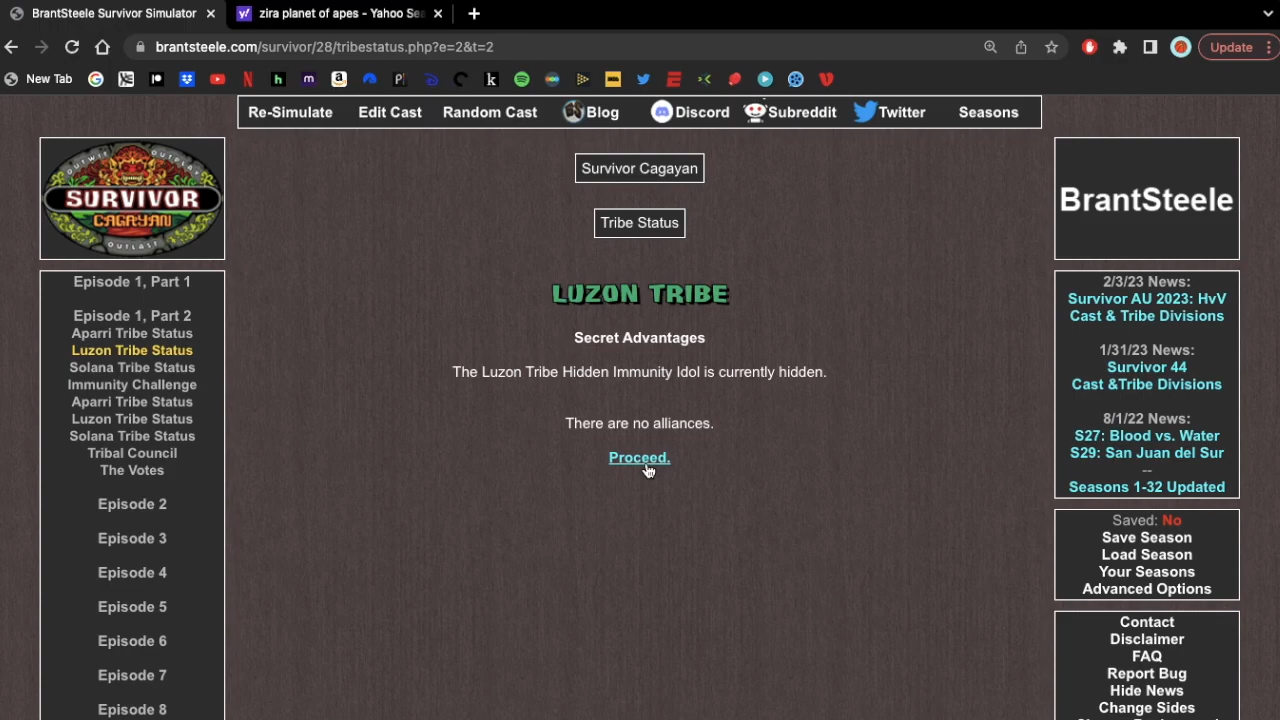 BrantSteele Survivor Simulator
zira planet of apes - Yahoo Se
brantsteele.com/survivor/28/tribestatus.php?e=2&t=2
Update
New Tab
Re-Simulate
Edit Cast
Random Cast
Blog
Discord
Subreddit
Twitter
Seasons
OUTWIT OUTPLAY
SURVIVOR
CAGAYAN
OUTLAST
Episode 1, Part 1
Episode 1, Part 2
Aparri Tribe Status
Luzon Tribe Status
Solana Tribe Status
Immunity Challenge
Aparri Tribe Status
Luzon Tribe Status
Solana Tribe Status
Tribal Council
The Votes
Episode 2
Episode 3
Episode 4
Episode 5
Episode 6
Episode 7
Episode 8
Survivor Cagayan
Tribe Status
LUZON TRIBE
Secret Advantages
The Luzon Tribe Hidden Immunity Idol is currently hidden.
There are no alliances.
Proceed.
BrantSteele
2/3/23 News:
Survivor AU 2023: HvV
Cast & Tribe Divisions
1/31/23 News:
Survivor 44
Cast &Tribe Divisions
8/1/22 News:
S27: Blood vs. Water
S29: San Juan del Sur
--
Seasons 1-32 Updated
Saved: No
Save Season
Load Season
Your Seasons
Advanced Options
Contact
Disclaimer
FAQ
Report Bug
Hide News
Change Sides